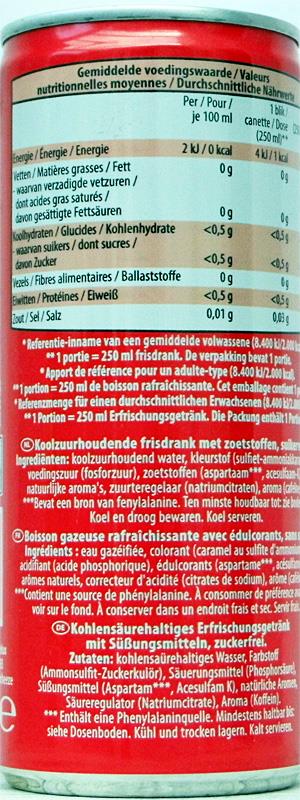 Gemiddelde voedingswaarde / Valeurs
nutritionnelles moyennes / Durchschnittliche Nährwerte
Per / Pour /
je 100 ml
1 blik /
canette / Dose
(250 ml)**
Energie / Énergie / Energie 2 kJ / 0 kcal 4 kJ / 1 kcal
Vetten / Matières grasses / Fett 0 g 0 g
- waarvan verzadigde vetzuren /
dont acides gras saturés /
davon gesättigte Fettsäuren 0 g 0 g
Koolhydraten / Glucides / Kohlenhydrate <0,5 g <0,5 g
- waarvan suikers / dont sucres /
davon Zucker <0,5 g <0,5 g
Vezels / Fibres alimentaires / Ballaststoffe 0 g 0 g
Eiwitten / Protéines / Eiweiß <0,5 g <0,5 g
Zout / Sel / Salz 0,01 g 0,03 g
*Referentie-inname van een gemiddelde volwassene (8.400 kJ/2.000
**1 portie = 250 ml frisdrank. De verpakking bevat 1 portie.
*Apport de référence pour un adulte-type (8.400 kJ/2.000
**1 portion = 250 ml de boisson rafraîchissante. Cet emballage contient 1
*Referenzmenge für einen durchschnittlichen Erwachsenen (8.400 kJ/2.000
**1 Portion = 250 ml Erfrischungsgetränk. Die Packung enthält 1
NL Koolzuurhoudende frisdrank met zoetstoffen,
Ingrediënten: koolzuurhoudend water, kleurstof
voedingszuur (fosforzuur), zoetstoffen (aspartaam***,
natuurlijke aroma's, zuurteregelaar (natriumcitraten), aroma
***Bevat een bron van fenylalanine. Ten minste houdbaar tot: zie
Koel en droog bewaren. Koel serveren.
FR Boisson gazeuse rafraîchissante avec édulcorants, sans
Ingrédients : eau gazéifiée, colorant (caramel au sulfite d'ammonium
acidifiant (acide phosphorique), édulcorants (aspartame***,
arômes naturels, correcteur d'acidité (citrates de sodium), arôme
***Contient une source de phénylalanine. À consommer de préférence
voir sur le fond. À conserver dans un endroit frais et sec. Servir
DE Kohlensäurehaltiges Erfrischungsgetränk
mit Süßungsmitteln, zuckerfrei.
Zutaten: kohlensäurehaltiges Wasser, Farbstoff
(Ammonsulfit-Zuckerkulör), Säuerungsmittel (Phosphorsäure),
Süßungsmittel (Aspartam***, Acesulfam K), natürliche Aromen,
Säureregulator (Natriumcitrate), Aroma (Koffein).
*** Enthält eine Phenylalaninquelle. Mindestens haltbar bis:
siehe Dosenboden. Kühl und trocken lagern. Kalt servieren.
e